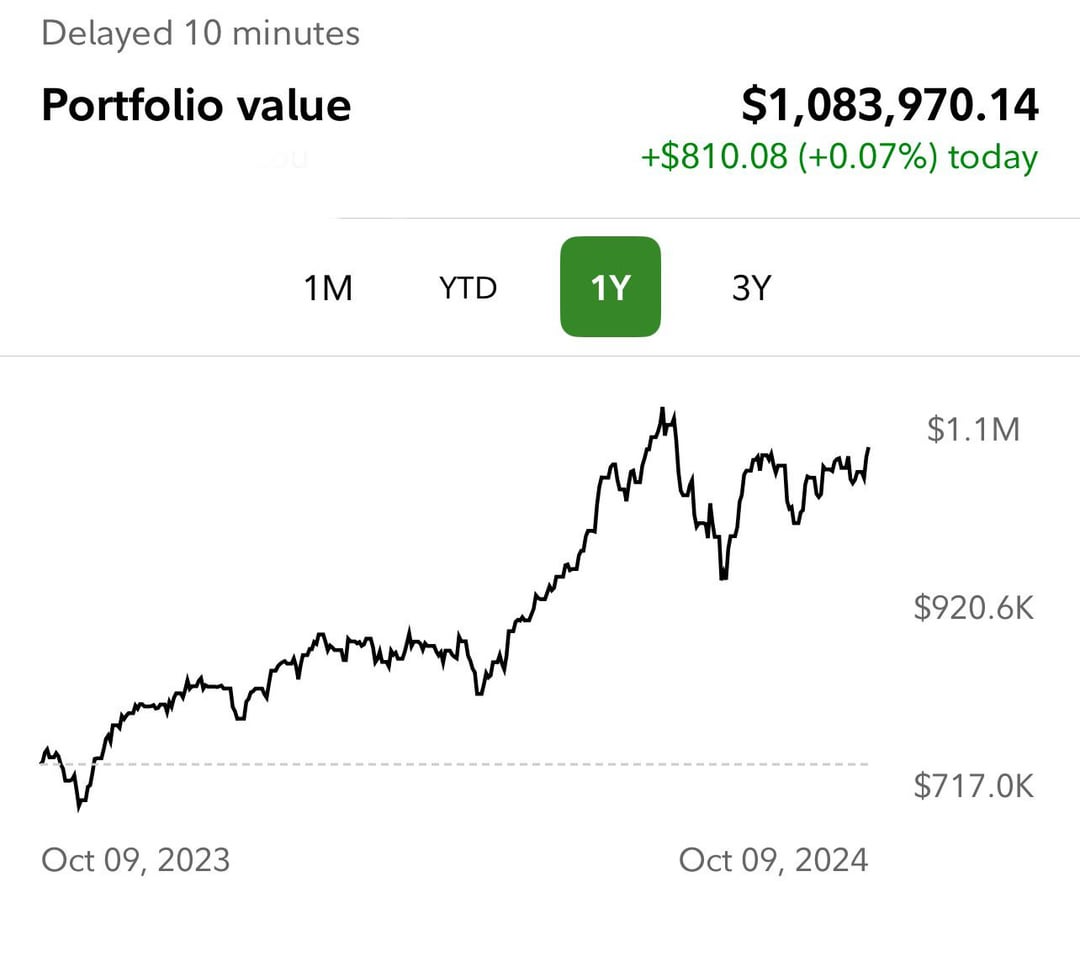 Delayed 10 minutes
Portfolio value $1,083,970.14
+$810.08 (+0.07%) today
1M YTD 1Y 3Y
$1.1M
$920.6K
$717.0K
Oct 09, 2023 Oct 09, 2024